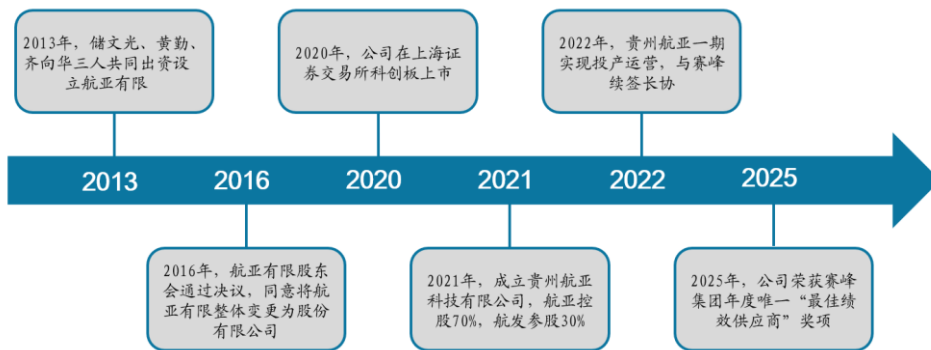 2013年，储文光、黄勤、
齐向华三人共同出资设
立航亚有限
2020年，公司在上海证
券交易所科创板上市
2022年，贵州航亚一期
实现投产运营，与赛峰
续签长协
2013
2016
2020
2021
2022
2025
2016年，航亚有限股东
会通过决议，同意将航
亚有限整体变更为股份
有限公司
2021年，成立贵州航亚
科技有限公司，航亚控
股70%，航发参股30%
2025年，公司荣获赛峰
集团年度唯一“最佳绩
效供应商”奖项